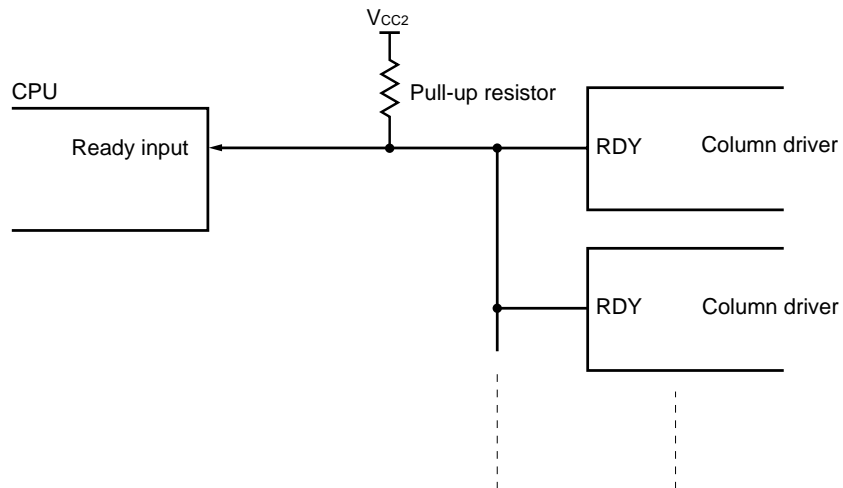 VCC2
CPU
Pull-up resistor
Ready input
RDY
Column driver
RDY
Column driver